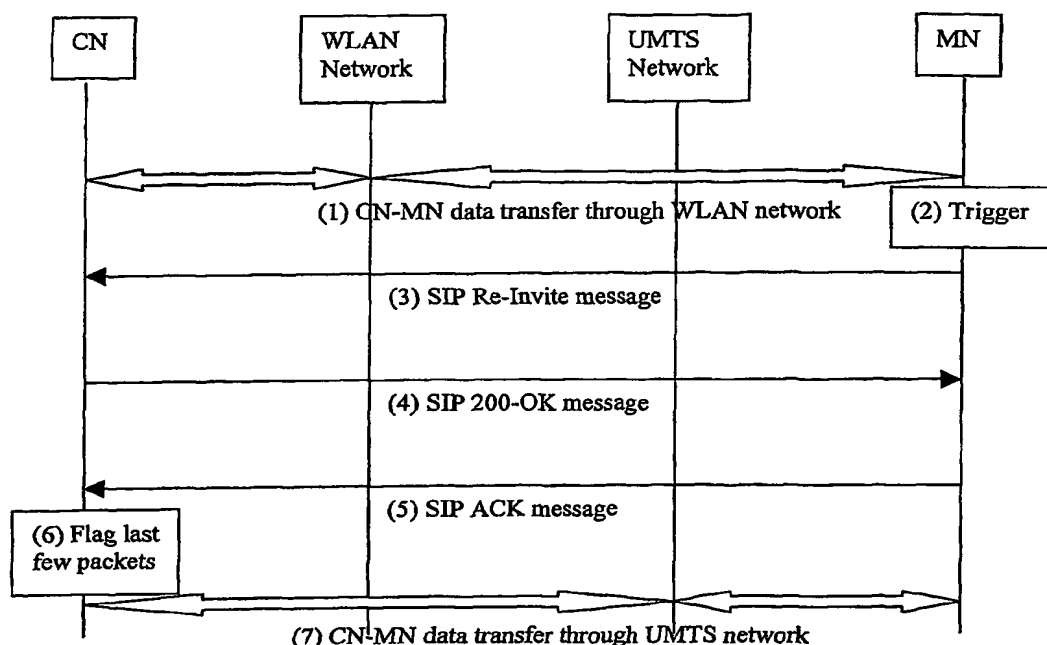 CN
WLAN
Network
UMTS
Network
MN
(1) CN-MN data transfer through WLAN network
(2) Trigger
(3) SIP Re-Invite message
(4) SIP 200-OK message
(5) SIP ACK message
(6) Flag last
few packets
(7) CN-MN data transfer through UMTS network